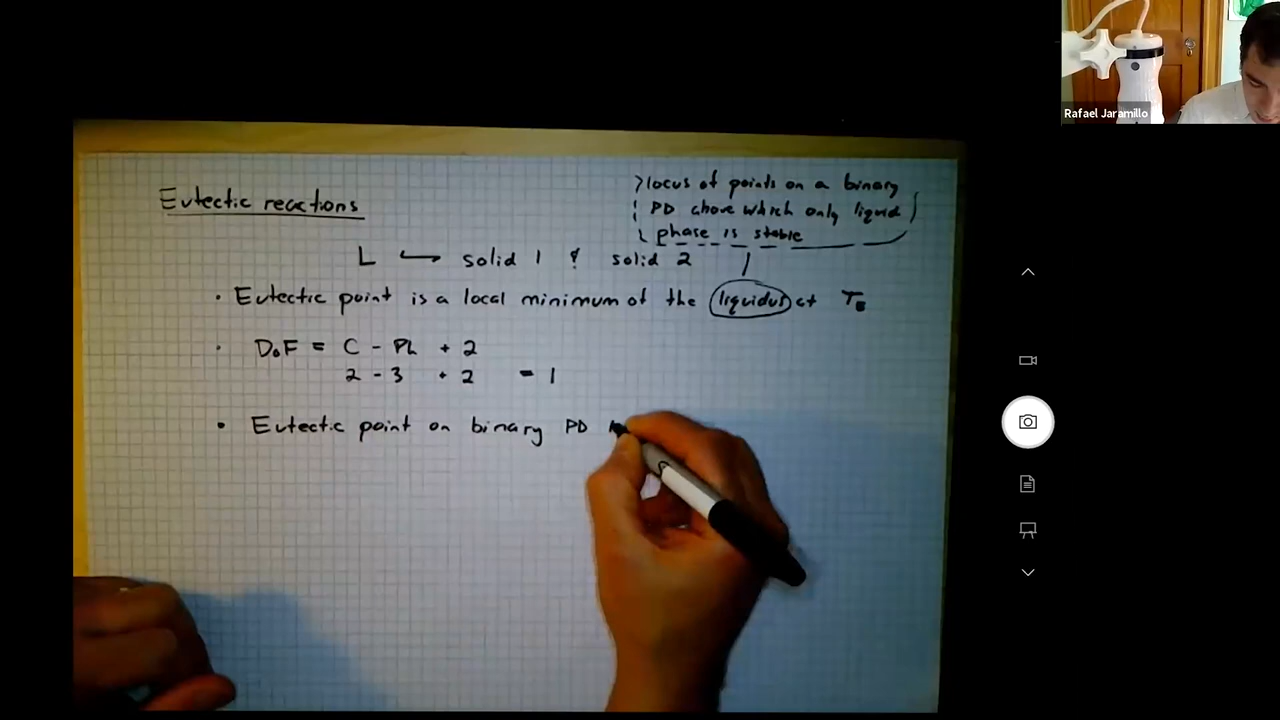 Eutectic reactions
>locus of points on a binary
PD above which only liquid
phase is stable
L ⟷ solid 1 & solid 2
• Eutectic point is a local minimum of the liquidus at TE
• DoF = C - Ph + 2
2 - 3 + 2 = 1
• Eutectic point on binary PD
Rafael Jaramillo